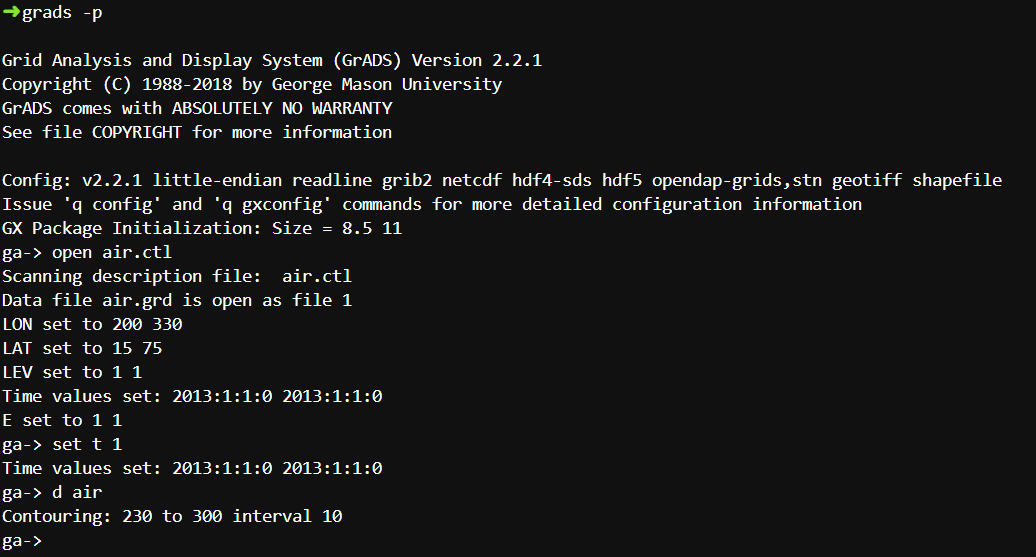 ➜grads -p
Grid Analysis and Display System (GrADS) Version 2.2.1
Copyright (C) 1988-2018 by George Mason University
GrADS comes with ABSOLUTELY NO WARRANTY
See file COPYRIGHT for more information
Config: v2.2.1 little-endian readline grib2 netcdf hdf4-sds hdf5 opendap-grids,stn geotiff shapefile
Issue 'q config' and 'q gxconfig' commands for more detailed configuration information
GX Package Initialization: Size = 8.5 11
ga-> open air.ctl
Scanning description file:  air.ctl
Data file air.grd is open as file 1
LON set to 200 330
LAT set to 15 75
LEV set to 1 1
Time values set: 2013:1:1:0 2013:1:1:0
E set to 1 1
ga-> set t 1
Time values set: 2013:1:1:0 2013:1:1:0
ga-> d air
Contouring: 230 to 300 interval 10
ga->